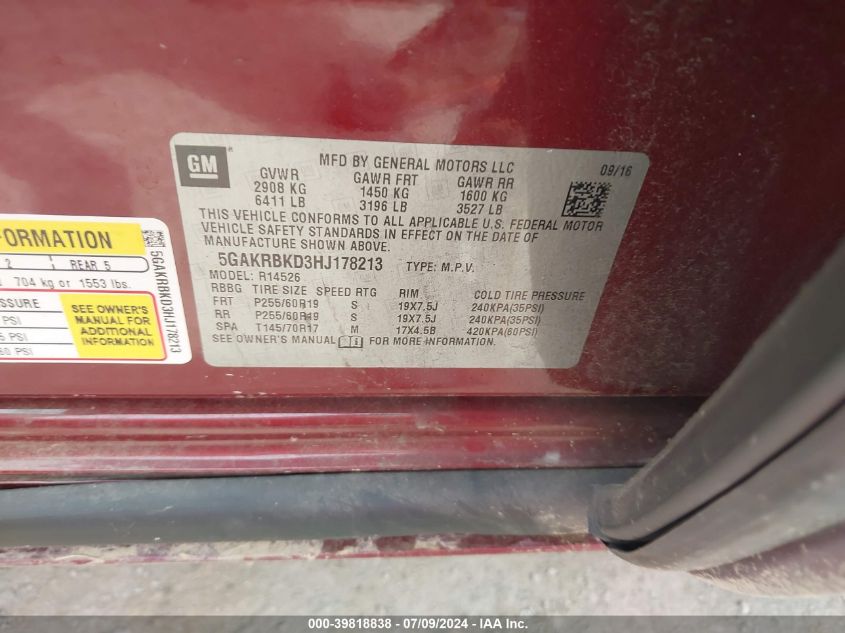 GM
MFD BY GENERAL MOTORS LLC
09/16
GVWR GAWR FRT GAWR RR
2908 KG 1450 KG 1600 KG
6411 LB 3196 LB 3527 LB
THIS VEHICLE CONFORMS TO ALL APPLICABLE U.S. FEDERAL MOTOR
VEHICLE SAFETY STANDARDS IN EFFECT ON THE DATE OF
MANUFACTURE SHOWN ABOVE.
5GAKRBKD3HJ178213 TYPE: M.P.V.
MODEL: R14526
RBBG TIRE SIZE SPEED RTG RIM COLD TIRE PRESSURE
FRT P255/60R19 S 19X7.5J 240KPA(35PSI)
RR P255/60R19 S 19X7.5J 240KPA(35PSI)
SPA T145/70R17 M 17X4.5B 420KPA(60PSI)
SEE OWNER'S MANUAL FOR MORE INFORMATION.
FORMATION
2 REAR 5
704 kg or 1553 lbs.
SSURE
PSI
5 PSI
60 PSI
SEE OWNER'S
MANUAL FOR
ADDITIONAL
INFORMATION
5GAKRBKD3HJ178213
000-39818838 - 07/09/2024 - IAA Inc.